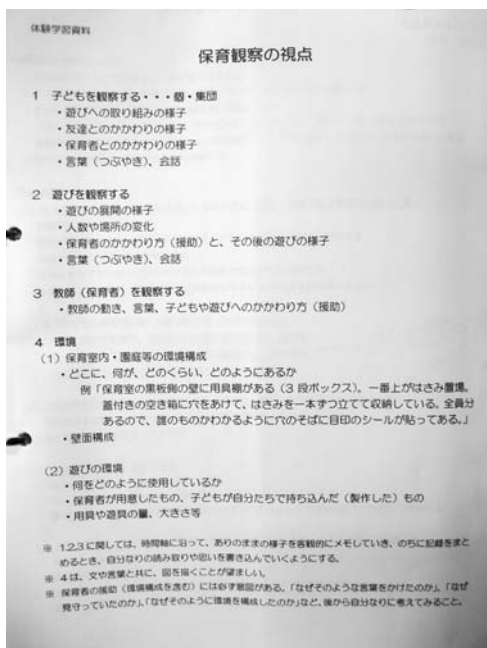 体験学習資料
保育観察の視点
1 子どもを観察する・・・個・集団
・遊びへの取り組みの様子
・友達とのかかわりの様子
・保育者とのかかわりの様子
・言葉（つぶやき）、会話
2 遊びを観察する
・遊びの展開の様子
・人数や場所の変化
・保育者のかかわり方（援助）と、その後の遊びの様子
・言葉（つぶやき）、会話
3 教師（保育者）を観察する
・教師の動き、言葉、子どもや遊びへのかかわり方（援助）
4 環境
（1）保育室内・園庭等の環境構成
・どこに、何が、どのくらい、どのようにあるか
例「保育室の黒板側の壁に用具棚がある（3段ボックス）、一番上がはさみ置場。
蓋付きの空き箱に穴をあけて、はさみを一本ずつ立てて収納している。全員分
あるので、誰のものかわかるように穴のそばに目印のシールが貼ってある。」
・壁面構成
（2）遊びの環境
・何をどのように使用しているか
・保育者が用意したもの、子どもが自分たちで持ち込んだ（製作した）もの
・用具や遊具の量、大きさ等
※ 1.2.3に関しては、時間軸に沿って、ありのままの様子を客観的にメモしていき、のちに記録をまと
めるとき、自分なりの読み取りや思いを書き込んでいくようにする。
※ 4は、文や言葉と共に、図を描くことが望ましい。
※ 保育者の援助（環境構成を含む）には必ず意図がある。「なぜそのような言葉をかけたのか」、「なぜ
見守っていたのか」、「なぜそのように環境を構成したのか」など、後から自分なりに考えてみること。